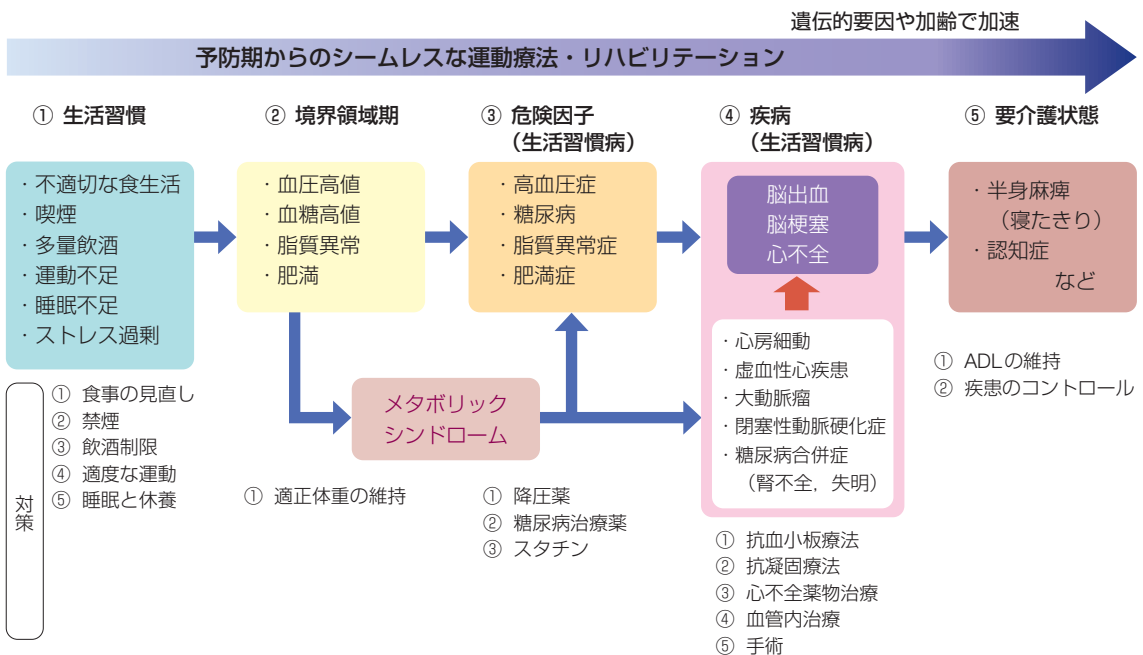 遺伝的要因や加齢で加速
予防期からのシームレスな運動療法・リハビリテーション
① 生活習慣
・不適切な食生活
・喫煙
・多量飲酒
・運動不足
・睡眠不足
・ストレス過剰
② 境界領域期
・血圧高値
・血糖高値
・脂質異常
・肥満
③ 危険因子
（生活習慣病）
・高血圧症
・糖尿病
・脂質異常症
・肥満症
④ 疾病
（生活習慣病）
脳出血
脳梗塞
心不全
・心房細動
・虚血性心疾患
・大動脈瘤
・閉塞性動脈硬化症
・糖尿病合併症
（腎不全，失明）
⑤ 要介護状態
・半身麻痺
（寝たきり）
・認知症
など
メタボリック
シンドローム
対策
① 食事の見直し
② 禁煙
③ 飲酒制限
④ 適度な運動
⑤ 睡眠と休養
① 適正体重の維持
① 降圧薬
② 糖尿病治療薬
③ スタチン
① 抗血小板療法
② 抗凝固療法
③ 心不全薬物治療
④ 血管内治療
⑤ 手術
① ADLの維持
② 疾患のコントロール